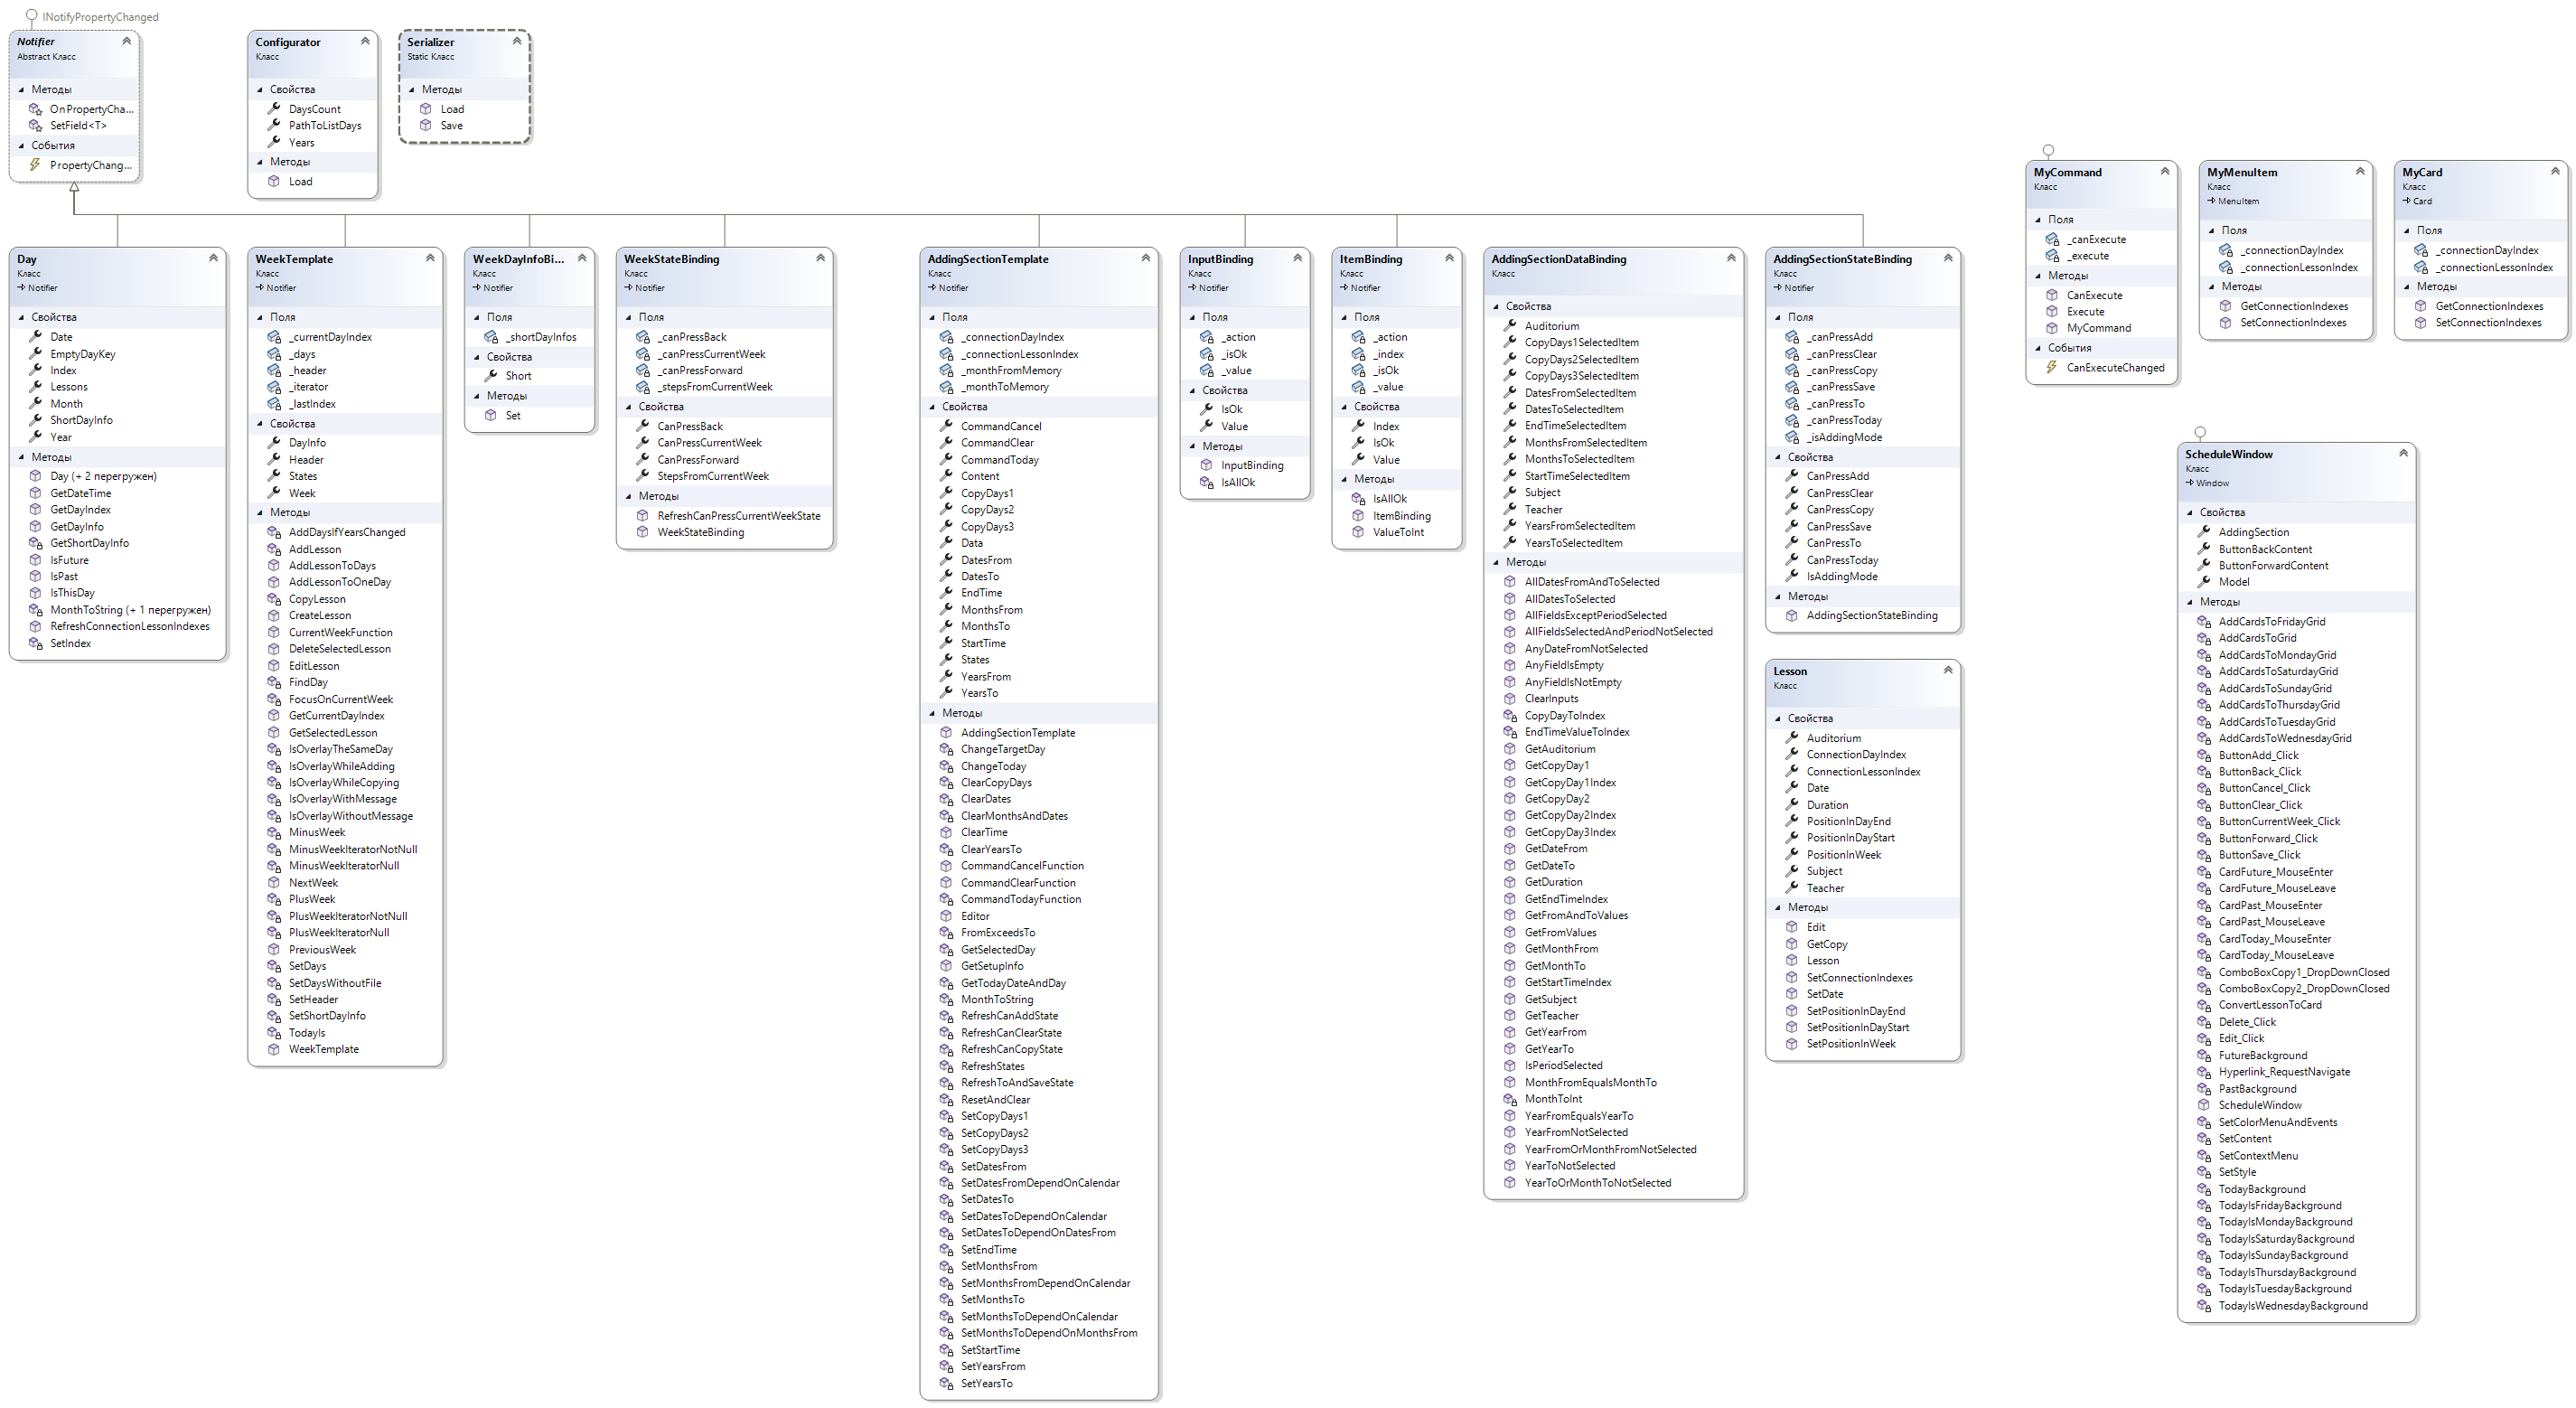 INotifyPropertyChanged
Notifier
Abstract Класс
Методы
OnPropertyCha...
SetField<T>
События
PropertyChang...
Configurator
Класс
Свойства
DaysCount
PathToListDays
Years
Методы
Load
Serializer
Static Класс
Методы
Load
Save
Day
Класс
Notifier
Свойства
Date
EmptyDayKey
Index
Lessons
Month
ShortDayInfo
Year
Методы
Day (+ 2 перегружен)
GetDateTime
GetDayIndex
GetDayInfo
GetShortDayInfo
IsFuture
IsPast
IsThisDay
MonthToString (+ 1 перегружен)
RefreshConnectionLessonIndexes
SetIndex
WeekTemplate
Класс
Notifier
Поля
_currentDayIndex
_days
_header
_iterator
_lastIndex
Свойства
DayInfo
Header
States
Week
Методы
AddDaysIfYearsChanged
AddLesson
AddLessonToDays
AddLessonToOneDay
CopyLesson
CreateLesson
CurrentWeekFunction
DeleteSelectedLesson
EditLesson
FindDay
FocusOnCurrentWeek
GetCurrentDayIndex
GetSelectedLesson
IsOverlayTheSameDay
IsOverlayWhileAdding
IsOverlayWhileCopying
IsOverlayWithMessage
IsOverlayWithoutMessage
MinusWeek
MinusWeekIteratorNotNull
MinusWeekIteratorNull
NextWeek
PlusWeek
PlusWeekIteratorNotNull
PlusWeekIteratorNull
PreviousWeek
SetDays
SetDaysWithoutFile
SetHeader
SetShortDayInfo
TodayIs
WeekTemplate
WeekDayInfoBi...
Класс
Notifier
Поля
_shortDayInfos
Свойства
Short
Методы
Set
WeekStateBinding
Класс
Notifier
Поля
_canPressBack
_canPressCurrentWeek
_canPressForward
_stepsFromCurrentWeek
Свойства
CanPressBack
CanPressCurrentWeek
CanPressForward
StepsFromCurrentWeek
Методы
RefreshCanPressCurrentWeekState
WeekStateBinding
AddingSectionTemplate
Класс
Notifier
Поля
_connectionDayIndex
_connectionLessonIndex
_monthFromMemory
_monthToMemory
Свойства
CommandCancel
CommandClear
CommandToday
Content
CopyDays1
CopyDays2
CopyDays3
Data
DatesFrom
DatesTo
EndTime
MonthsFrom
MonthsTo
StartTime
States
YearsFrom
YearsTo
Методы
AddingSectionTemplate
ChangeTargetDay
ChangeToday
ClearCopyDays
ClearDates
ClearMonthsAndDates
ClearTime
ClearYearsTo
CommandCancelFunction
CommandClearFunction
CommandTodayFunction
Editor
FromExceedsTo
GetSelectedDay
GetSetupInfo
GetTodayDateAndDay
MonthToString
RefreshCanAddState
RefreshCanClearState
RefreshCanCopyState
RefreshStates
RefreshToAndSaveState
ResetAndClear
SetCopyDays1
SetCopyDays2
SetCopyDays3
SetDatesFrom
SetDatesFromDependOnCalendar
SetDatesTo
SetDatesToDependOnCalendar
SetDatesToDependOnDatesFrom
SetEndTime
SetMonthsFrom
SetMonthsFromDependOnCalendar
SetMonthsTo
SetMonthsToDependOnCalendar
SetMonthsToDependOnMonthsFrom
SetStartTime
SetYearsFrom
SetYearsTo
InputBinding
Класс
Notifier
Поля
_action
_isOk
_value
Свойства
IsOk
Value
Методы
InputBinding
IsAllOk
ItemBinding
Класс
Notifier
Поля
_action
_index
_isOk
_value
Свойства
Index
IsOk
Value
Методы
IsAllOk
ItemBinding
ValueToInt
AddingSectionDataBinding
Класс
Свойства
Auditorium
CopyDays1SelectedItem
CopyDays2SelectedItem
CopyDays3SelectedItem
DatesFromSelectedItem
DatesToSelectedItem
EndTimeSelectedItem
MonthsFromSelectedItem
MonthsToSelectedItem
StartTimeSelectedItem
Subject
Teacher
YearsFromSelectedItem
YearsToSelectedItem
Методы
AllDatesFromAndToSelected
AllDatesToSelected
AllFieldsExceptPeriodSelected
AllFieldsSelectedAndPeriodNotSelected
AnyDateFromNotSelected
AnyFieldIsEmpty
AnyFieldIsNotEmpty
ClearInputs
CopyDayToIndex
EndTimeValueToIndex
GetAuditorium
GetCopyDay1
GetCopyDay1Index
GetCopyDay2
GetCopyDay2Index
GetCopyDay3Index
GetDateFrom
GetDateTo
GetDuration
GetEndTimeIndex
GetFromAndToValues
GetFromValues
GetMonthFrom
GetMonthTo
GetStartTimeIndex
GetSubject
GetTeacher
GetYearFrom
GetYearTo
IsPeriodSelected
MonthFromEqualsMonthTo
MonthToInt
YearFromEqualsYearTo
YearFromNotSelected
YearFromOrMonthFromNotSelected
YearToNotSelected
YearToOrMonthToNotSelected
AddingSectionStateBinding
Класс
Notifier
Поля
_canPressAdd
_canPressClear
_canPressCopy
_canPressSave
_canPressTo
_canPressToday
_isAddingMode
Свойства
CanPressAdd
CanPressClear
CanPressCopy
CanPressSave
CanPressTo
CanPressToday
IsAddingMode
Методы
AddingSectionStateBinding
Lesson
Класс
Свойства
Auditorium
ConnectionDayIndex
ConnectionLessonIndex
Date
Duration
PositionInDayEnd
PositionInDayStart
PositionInWeek
Subject
Teacher
Методы
Edit
GetCopy
Lesson
SetConnectionIndexes
SetDate
SetPositionInDayEnd
SetPositionInDayStart
SetPositionInWeek
MyCommand
Класс
Поля
_canExecute
_execute
Методы
CanExecute
Execute
MyCommand
События
CanExecuteChanged
MyMenuItem
Класс
MenuItem
Поля
_connectionDayIndex
_connectionLessonIndex
Методы
GetConnectionIndexes
SetConnectionIndexes
MyCard
Класс
Card
Поля
_connectionDayIndex
_connectionLessonIndex
Методы
GetConnectionIndexes
SetConnectionIndexes
ScheduleWindow
Класс
Window
Свойства
AddingSection
ButtonBackContent
ButtonForwardContent
Model
Методы
AddCardsToFridayGrid
AddCardsToGrid
AddCardsToMondayGrid
AddCardsToSaturdayGrid
AddCardsToSundayGrid
AddCardsToThursdayGrid
AddCardsToTuesdayGrid
AddCardsToWednesdayGrid
ButtonAdd_Click
ButtonBack_Click
ButtonCancel_Click
ButtonClear_Click
ButtonCurrentWeek_Click
ButtonForward_Click
ButtonSave_Click
CardFuture_MouseEnter
CardFuture_MouseLeave
CardPast_MouseEnter
CardPast_MouseLeave
CardToday_MouseEnter
CardToday_MouseLeave
ComboBoxCopy1_DropDownClosed
ComboBoxCopy2_DropDownClosed
ConvertLessonToCard
Delete_Click
Edit_Click
FutureBackground
Hyperlink_RequestNavigate
PastBackground
ScheduleWindow
SetColorMenuAndEvents
SetContent
SetContextMenu
SetStyle
TodayBackground
TodayIsFridayBackground
TodayIsMondayBackground
TodayIsSaturdayBackground
TodayIsSundayBackground
TodayIsThursdayBackground
TodayIsTuesdayBackground
TodayIsWednesdayBackground